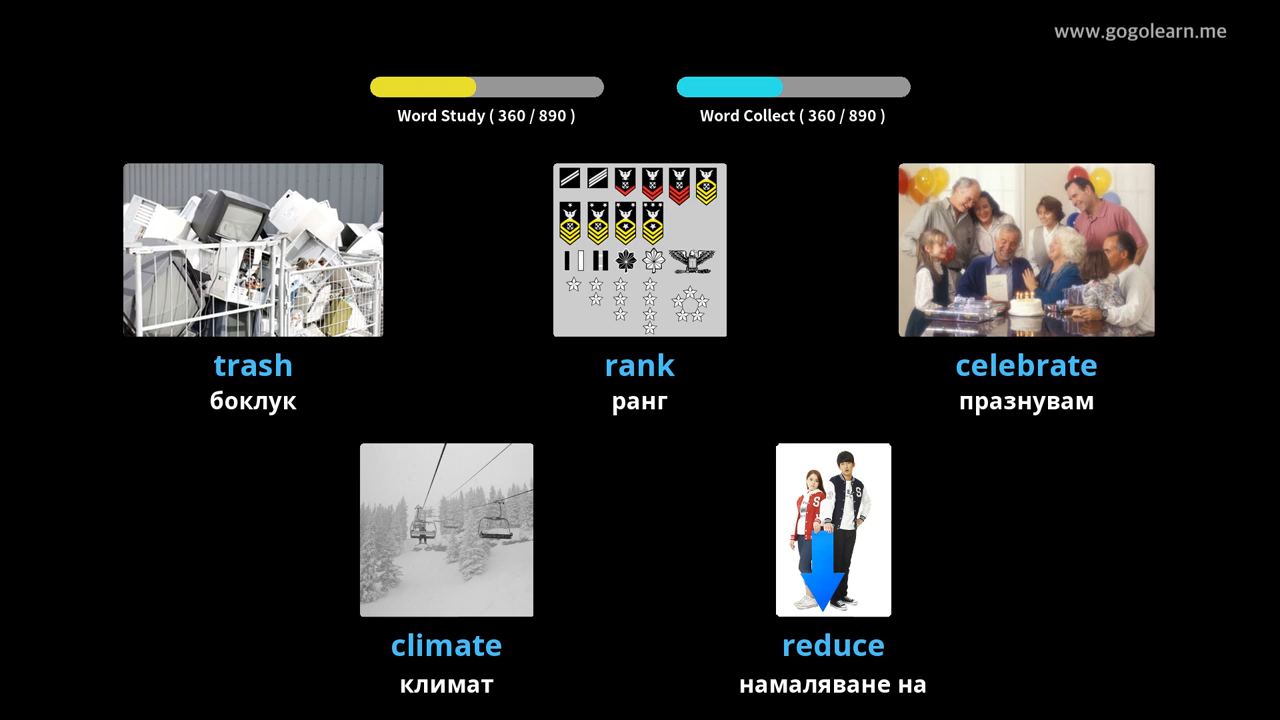 www.gogolearn.me
Word Study ( 360 / 890 )
Word Collect ( 360 / 890 )
trash
боклук
rank
ранг
celebrate
празнувам
climate
климат
reduce
намаляване на